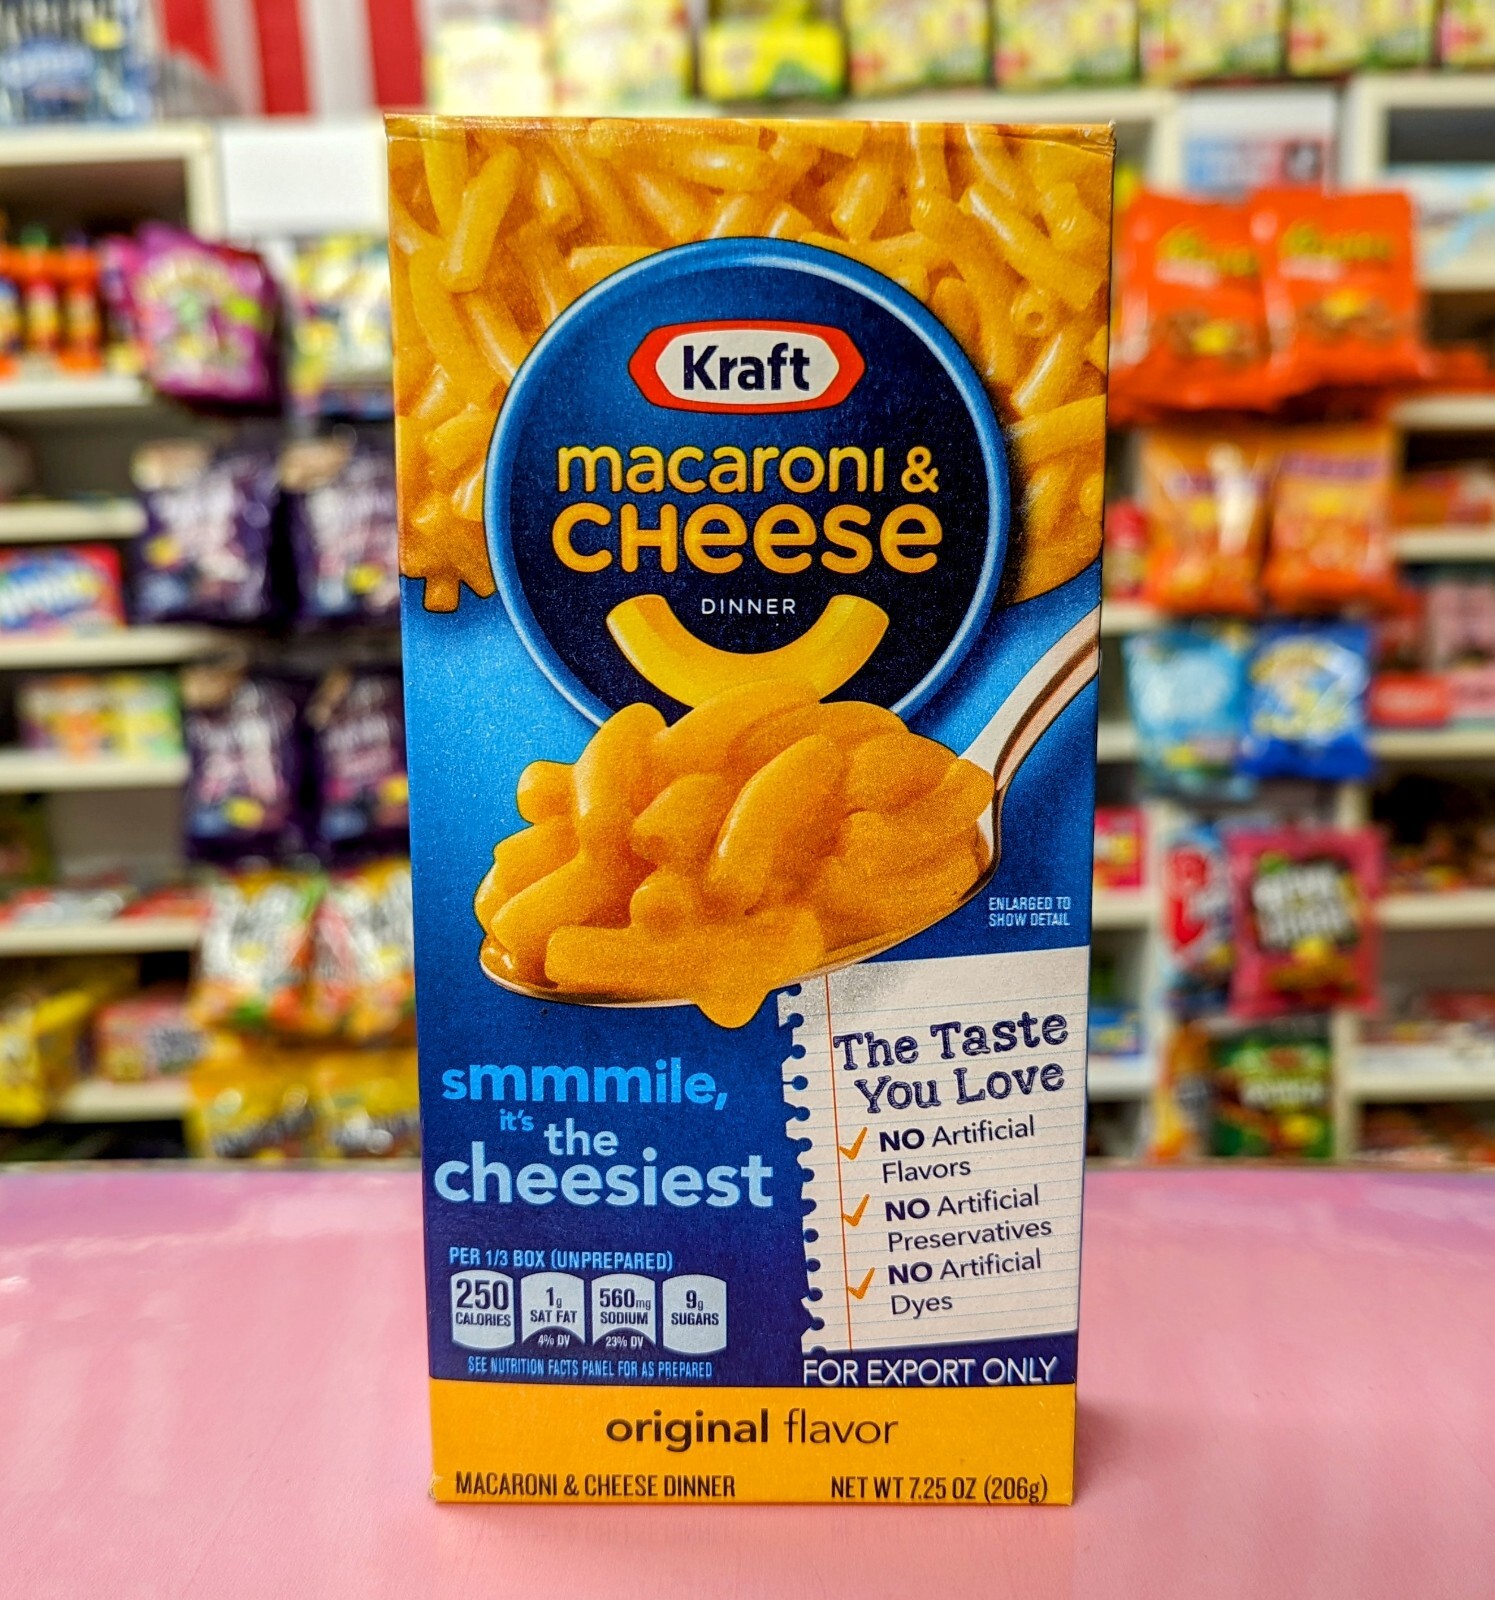 Kraft
macaroni &
CHeese
DINNER
ENLARGED TO
SHOW DETAIL
The Taste
You Love
NO Artificial
Flavors
NO Artificial
Preservatives
NO Artificial
Dyes
smmmile,
it's the
cheesiest
PER 1/3 BOX (UNPREPARED)
250
CALORIES
1g
SAT FAT
4% DV
560mg
SODIUM
23% DV
9g
SUGARS
SEE NUTRITION FACTS PANEL FOR AS PREPARED
FOR EXPORT ONLY
original flavor
MACARONI & CHEESE DINNER
NET WT 7.25 OZ (206g)